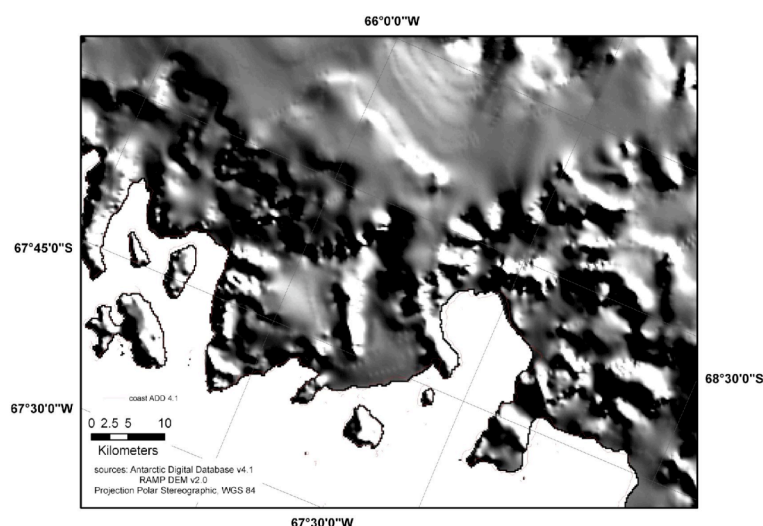 66°0'0"W
67°45'0"S
68°30'0"S
67°30'0"W
coast ADD 4.1
0 2.5 5 10
Kilometers
sources: Antarctic Digital Database v4.1
RAMP DEM v2.0
Projection Polar Stereographic, WGS 84
67°30'0"W